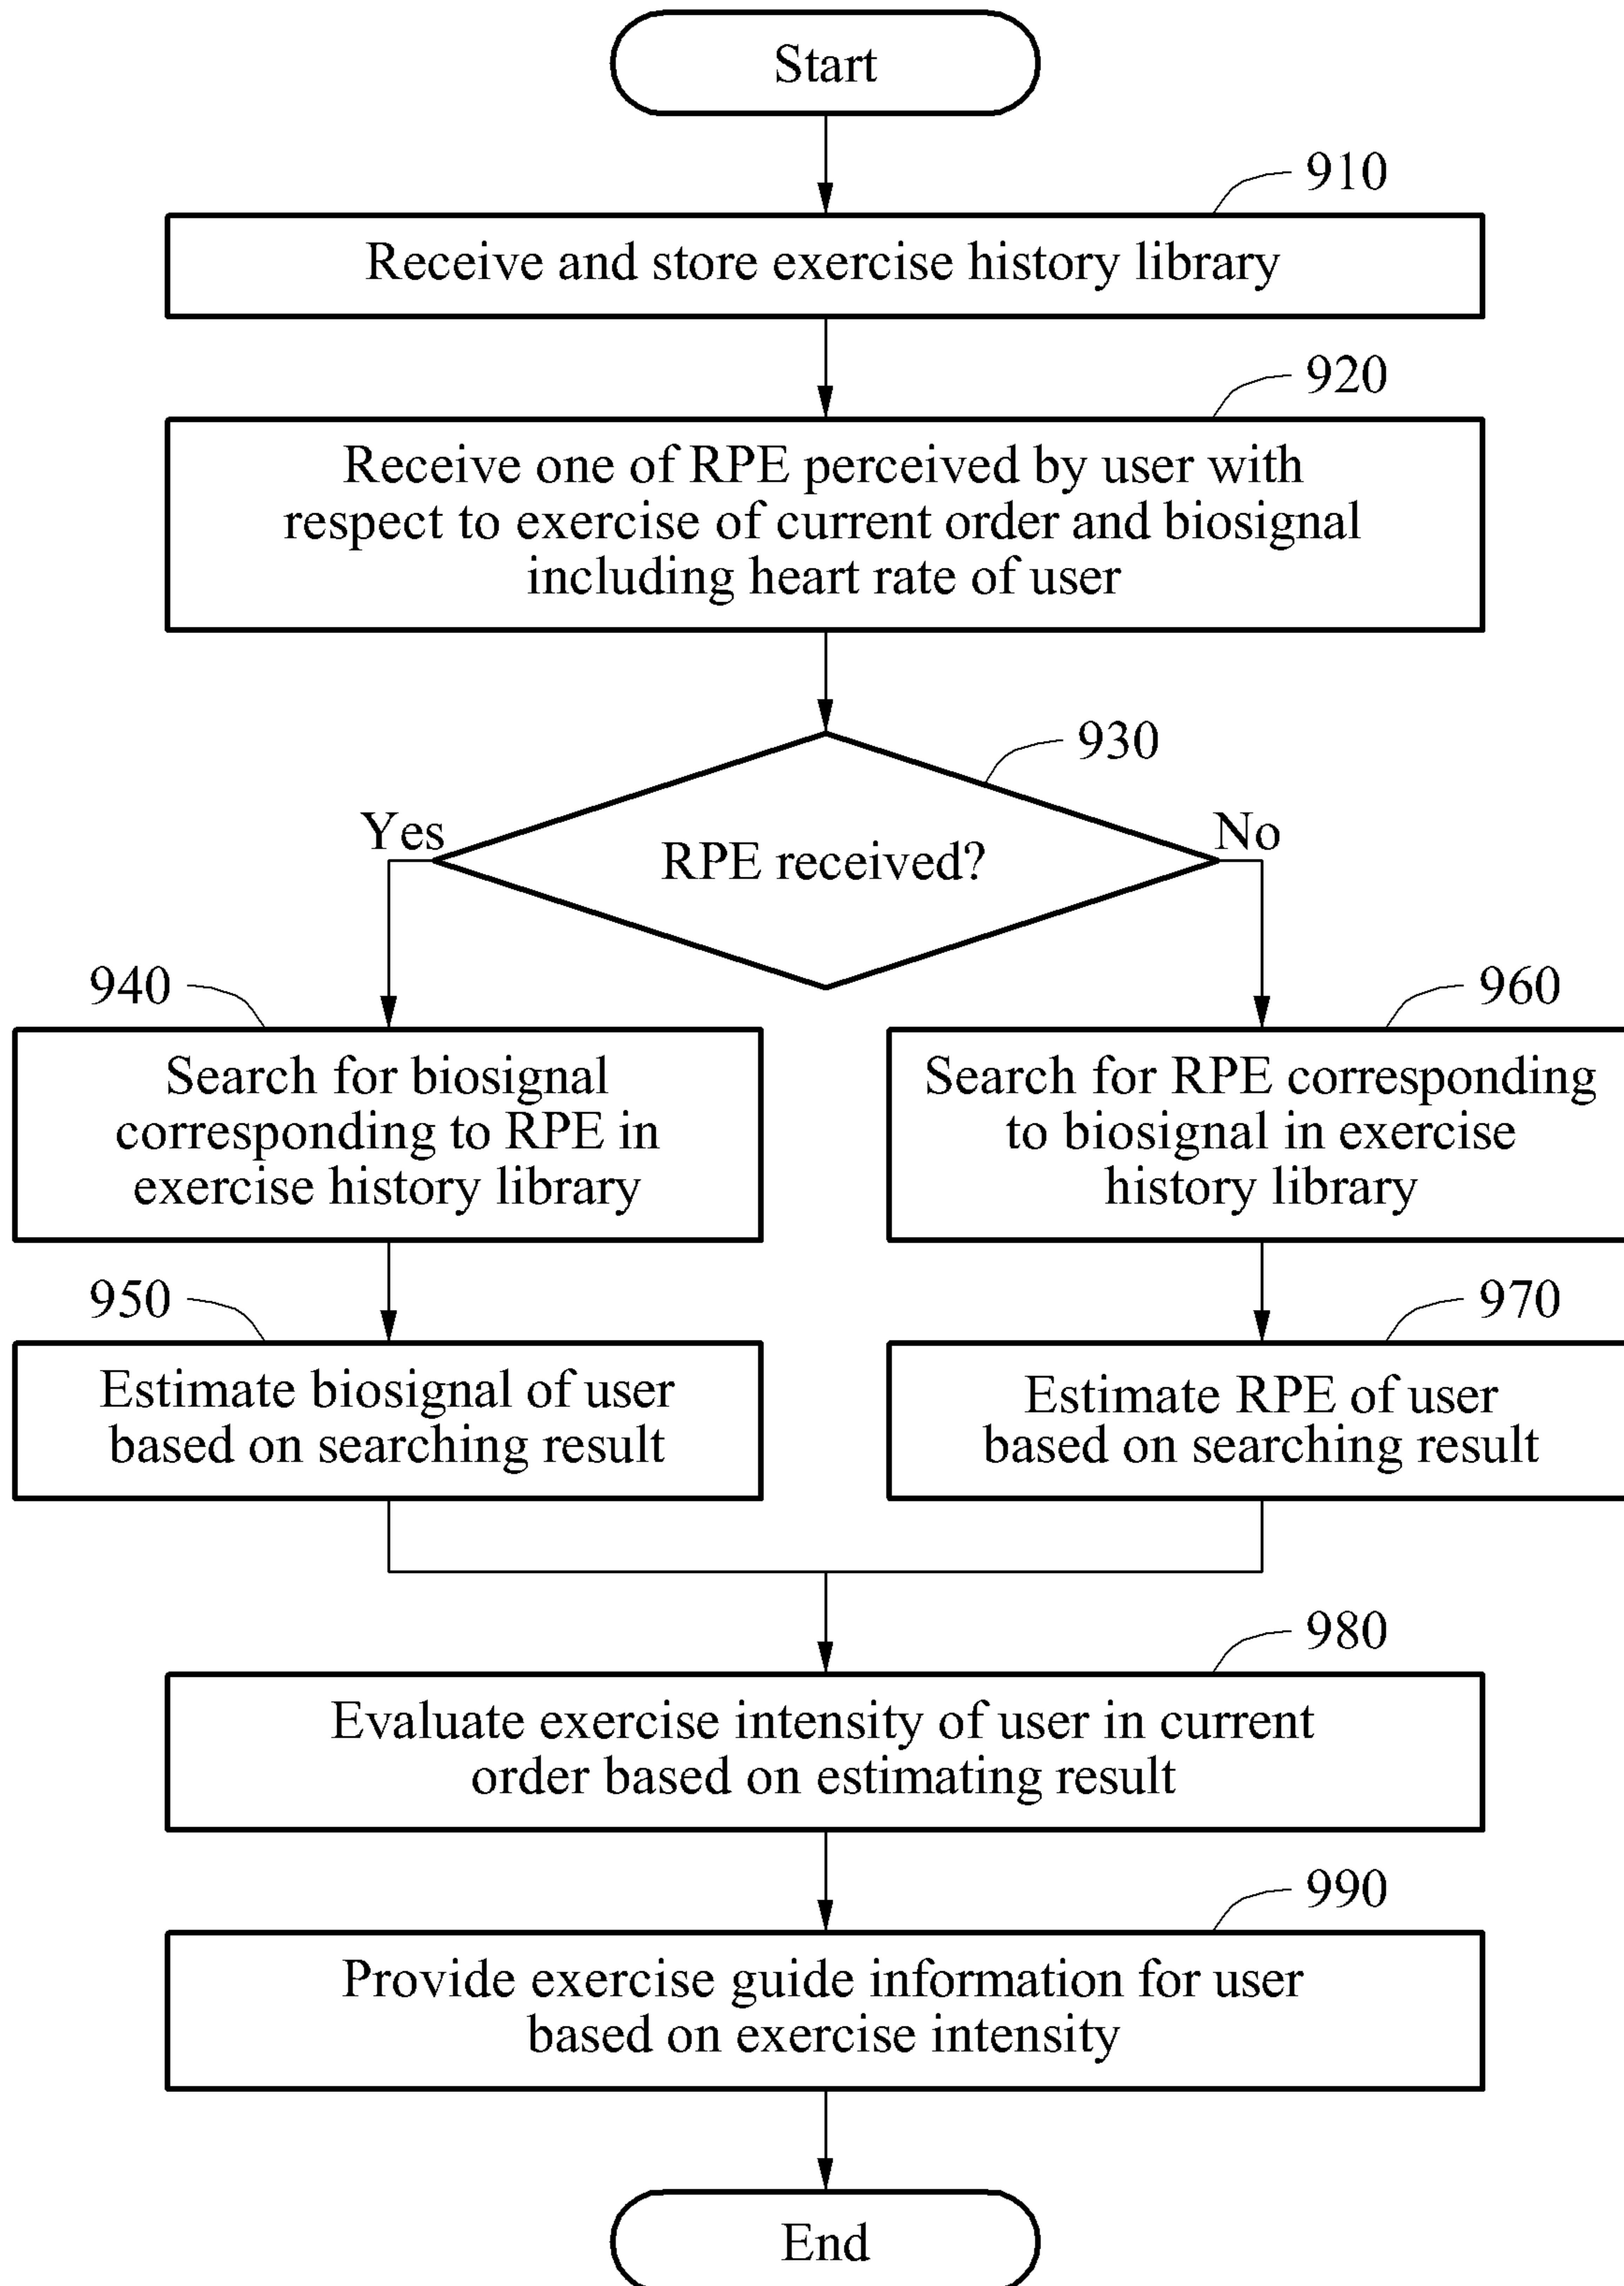 Start
910
Receive and store exercise history library
920
Receive one of RPE perceived by user with
respect to exercise of current order and biosignal
including heart rate of user
930
Yes
No
RPE received?
940
Search for biosignal
corresponding to RPE in
exercise history library
960
Search for RPE corresponding
to biosignal in exercise
history library
950
Estimate biosignal of user
based on searching result
970
Estimate RPE of user
based on searching result
980
Evaluate exercise intensity of user in current
order based on estimating result
990
Provide exercise guide information for user
based on exercise intensity
End